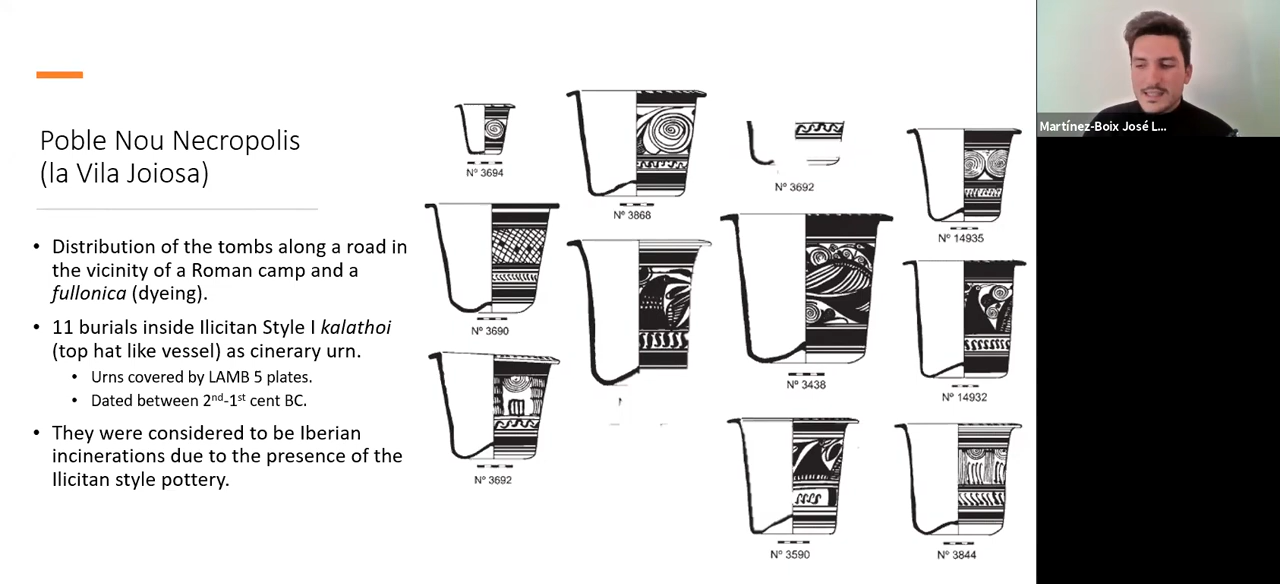 Poble Nou Necropolis
(la Vila Joiosa)
• Distribution of the tombs along a road in
the vicinity of a Roman camp and a
fullonica (dyeing).
• 11 burials inside Ilicitan Style I kalathoi
(top hat like vessel) as cinerary urn.
• Urns covered by LAMB 5 plates.
• Dated between 2nd-1st cent BC.
• They were considered to be Iberian
incinerations due to the presence of the
Ilicitan style pottery.
Nº 3694
Nº 3868
Nº 3692
Nº 14935
Nº 3690
Nº 3438
Nº 14932
Nº 3692
Nº 3590
Nº 3844
Martínez-Boix José L...